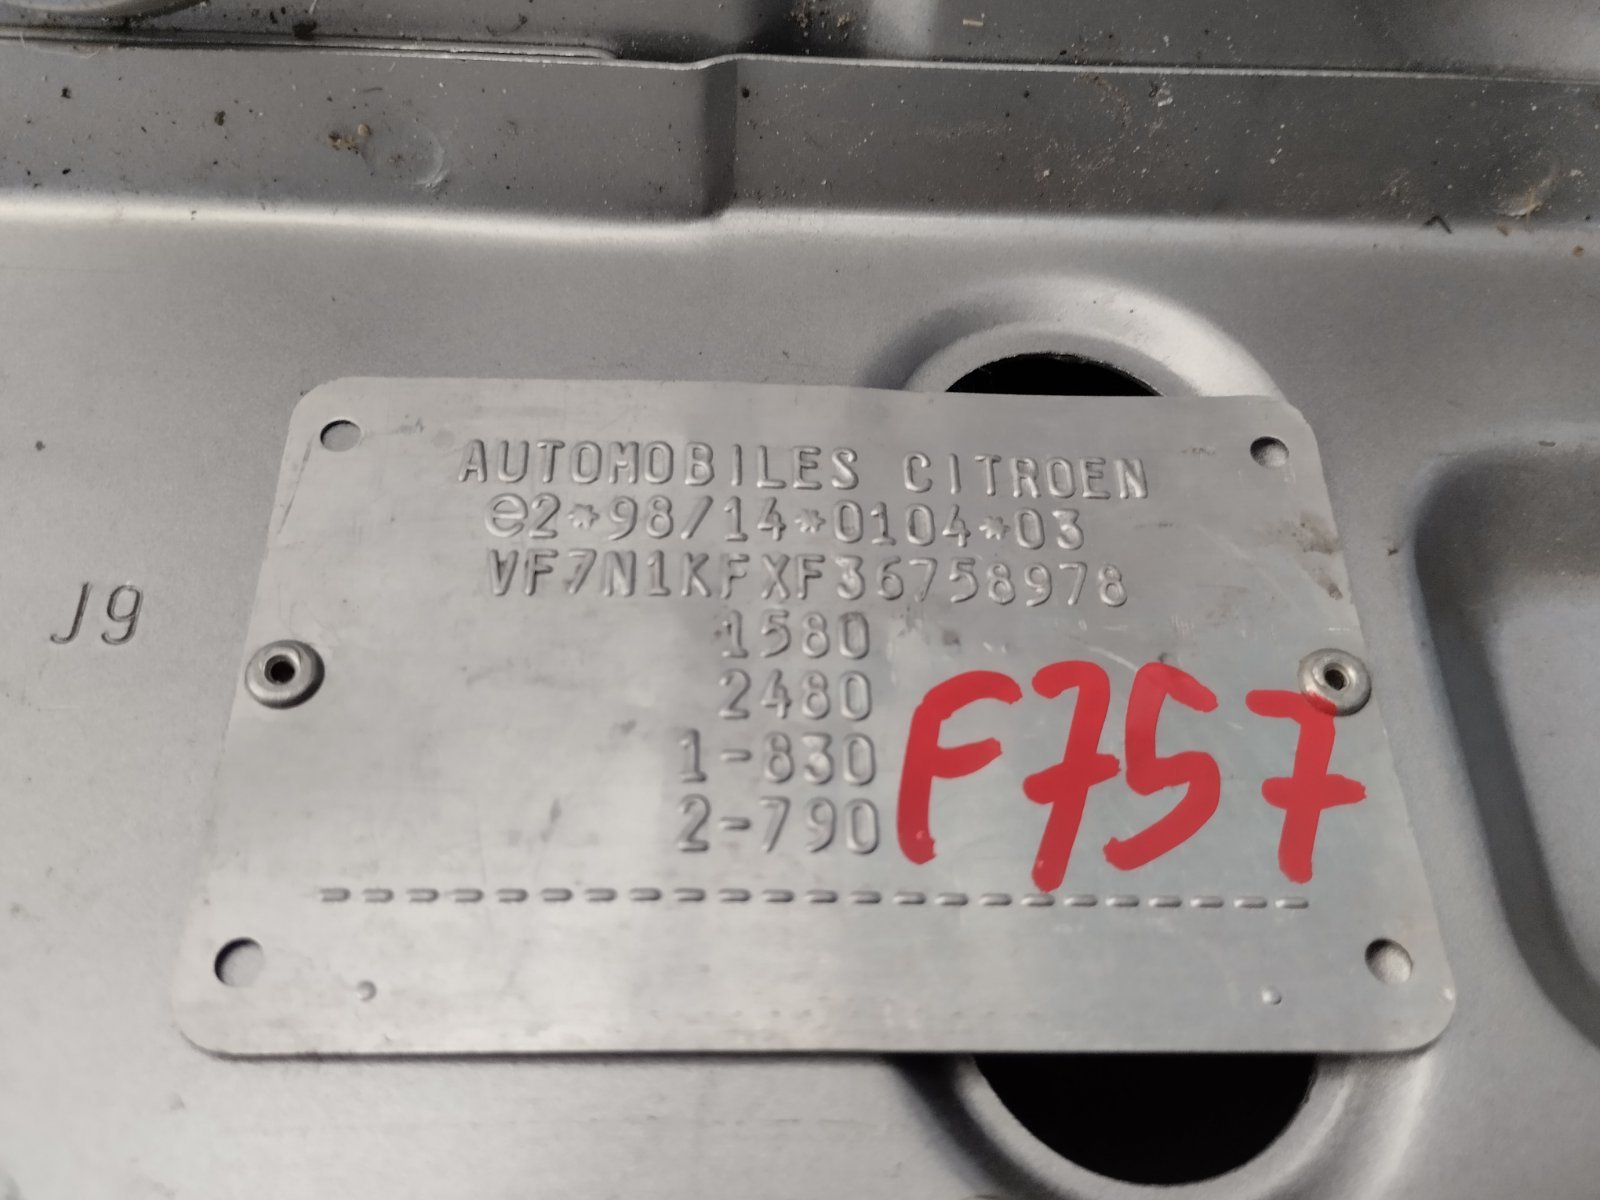 AUTOMOBILES CITROEN
e2*98/14*0104*03
VF7N1KFXF36758978
J9
1580
2480
1-830
2-790
F757